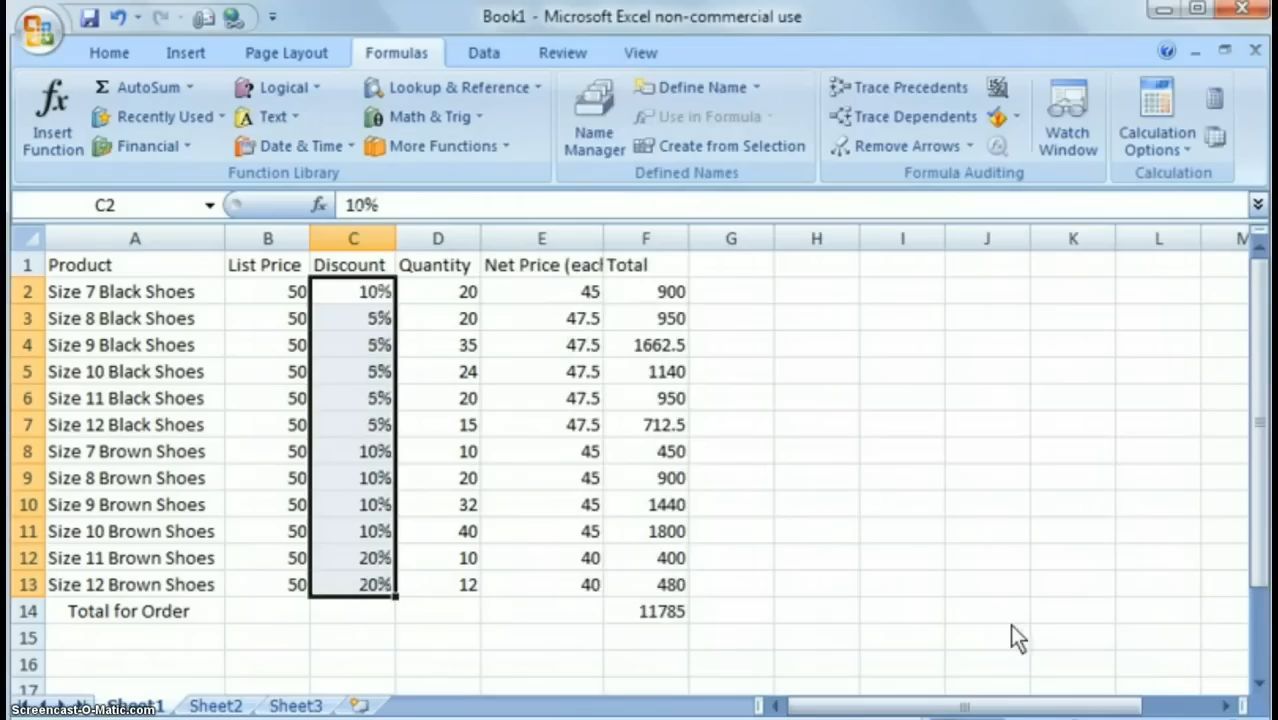 Book1 - Microsoft Excel non-commercial use
Home Insert Page Layout Formulas Data Review View
fx Insert Function
Σ AutoSum
Recently Used
Financial
Logical
Text
Date & Time
Lookup & Reference
Math & Trig
More Functions
Function Library
Name Manager
Define Name
Use in Formula
Create from Selection
Defined Names
Trace Precedents
Trace Dependents
Remove Arrows
Formula Auditing
Watch Window
Calculation Options
Calculation
C2 fx 10%
A B C D E F G H I J K L M
1 Product List Price Discount Quantity Net Price (eac Total
2 Size 7 Black Shoes 50 10% 20 45 900
3 Size 8 Black Shoes 50 5% 20 47.5 950
4 Size 9 Black Shoes 50 5% 35 47.5 1662.5
5 Size 10 Black Shoes 50 5% 24 47.5 1140
6 Size 11 Black Shoes 50 5% 20 47.5 950
7 Size 12 Black Shoes 50 5% 15 47.5 712.5
8 Size 7 Brown Shoes 50 10% 10 45 450
9 Size 8 Brown Shoes 50 10% 20 45 900
10 Size 9 Brown Shoes 50 10% 32 45 1440
11 Size 10 Brown Shoes 50 10% 40 45 1800
12 Size 11 Brown Shoes 50 20% 10 40 400
13 Size 12 Brown Shoes 50 20% 12 40 480
14 Total for Order 11785
15
16
17
Sheet1 Sheet2 Sheet3
Screencast-O-Matic.com